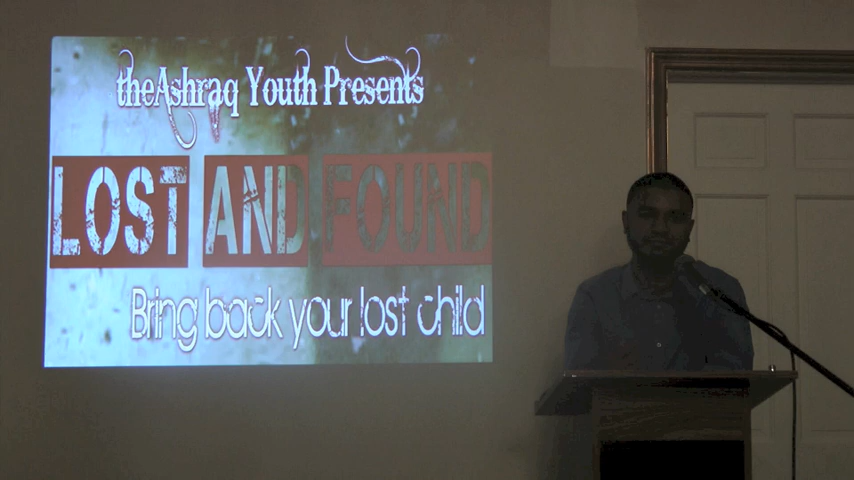 theAshraq Youth Presents
LOST AND FOUND
Bring back your lost child